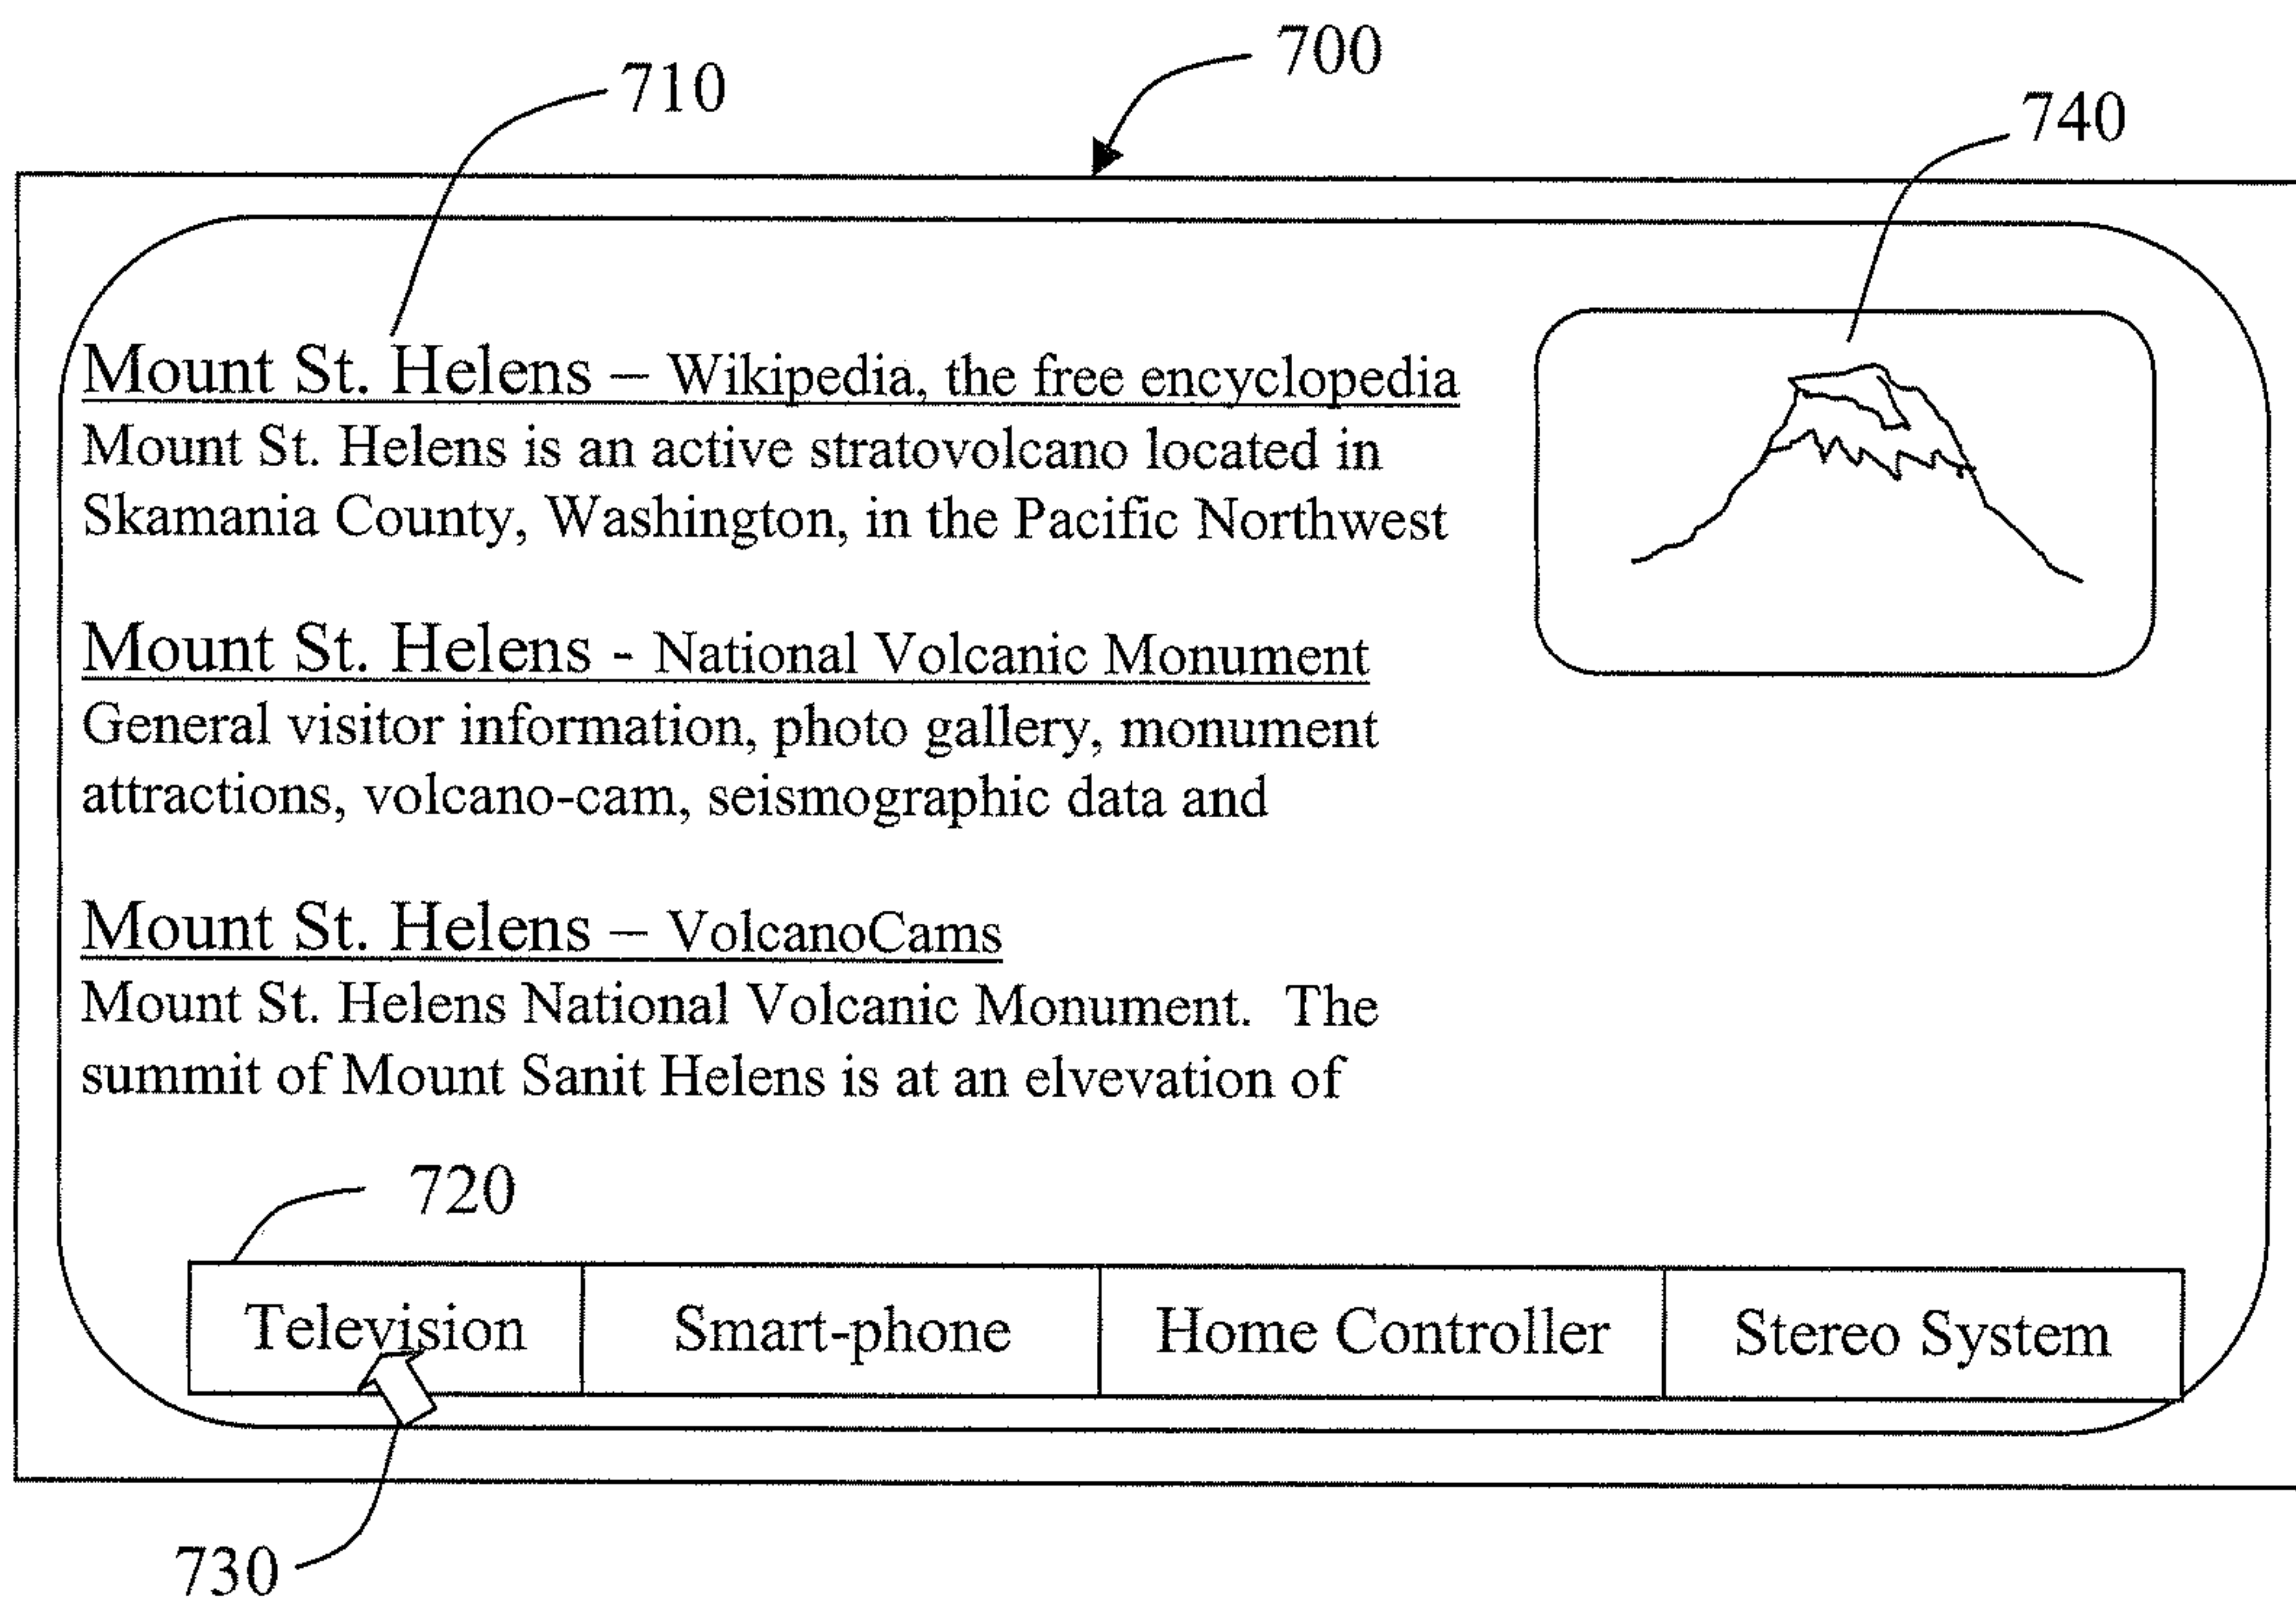 700
710
740
Mount St. Helens – Wikipedia, the free encyclopedia
Mount St. Helens is an active stratovolcano located in
Skamania County, Washington, in the Pacific Northwest
Mount St. Helens - National Volcanic Monument
General visitor information, photo gallery, monument
attractions, volcano-cam, seismographic data and
Mount St. Helens – VolcanoCams
Mount St. Helens National Volcanic Monument.  The
summit of Mount Sanit Helens is at an elvevation of
720
Television Smart-phone Home Controller Stereo System
730